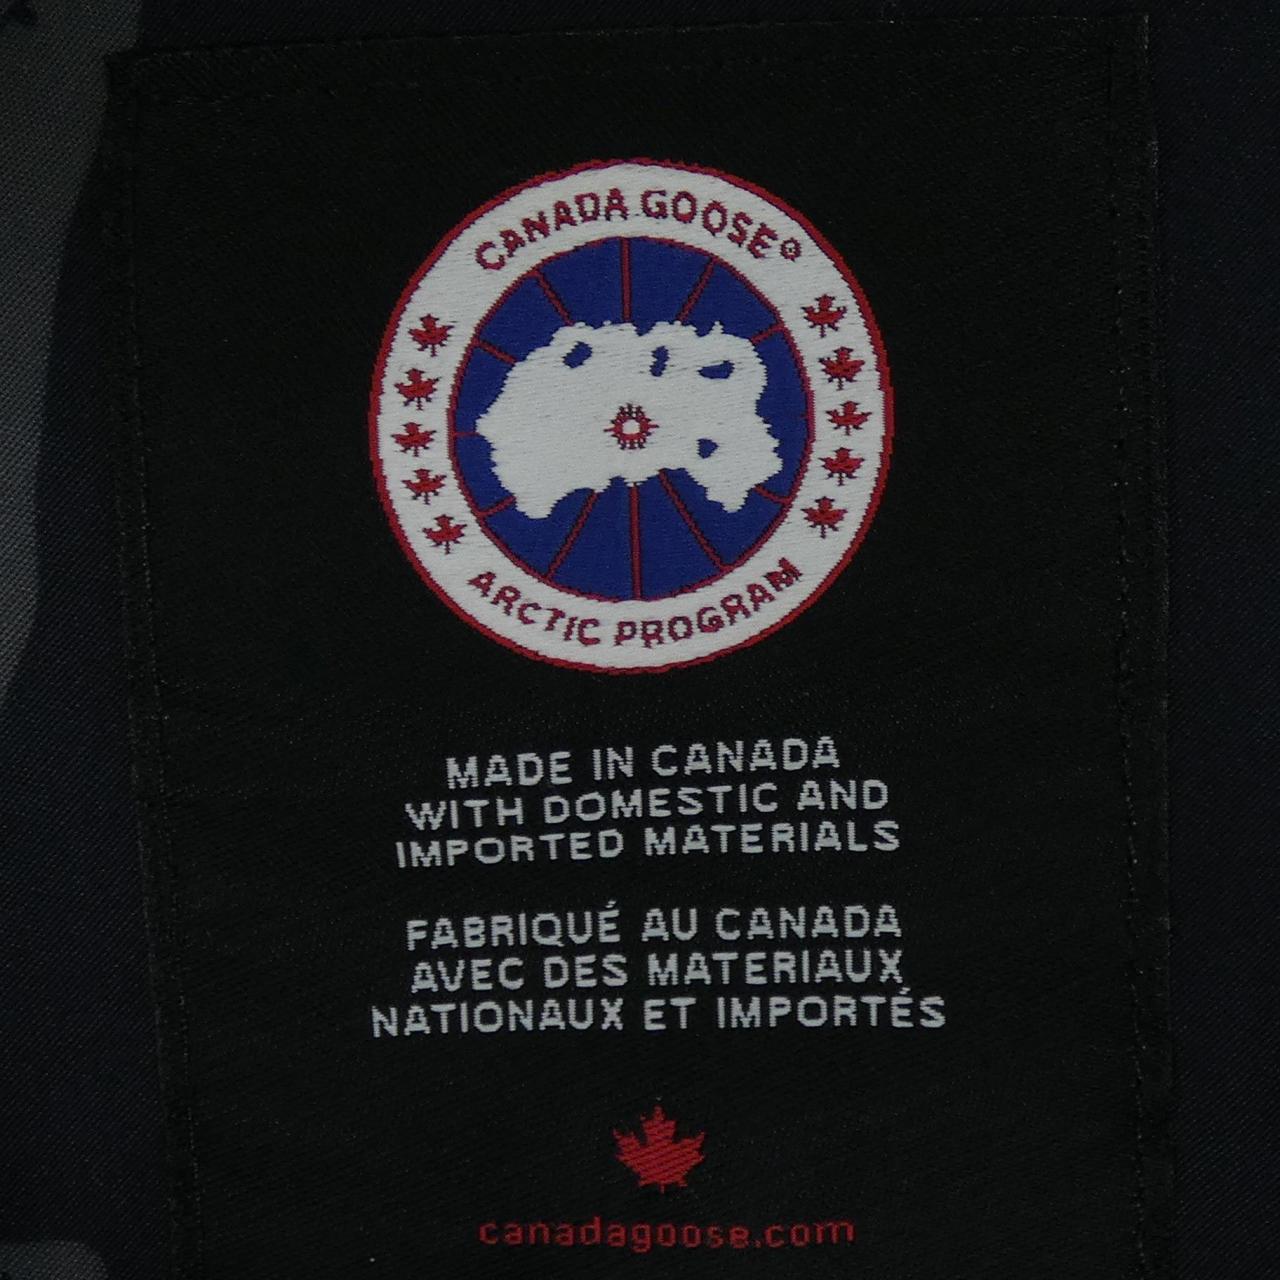 CANADA GOOSE®
ARCTIC PROGRAM
MADE IN CANADA
WITH DOMESTIC AND
IMPORTED MATERIALS
FABRIQUÉ AU CANADA
AVEC DES MATERIAUX
NATIONAUX ET IMPORTÉS
canadagoose.com